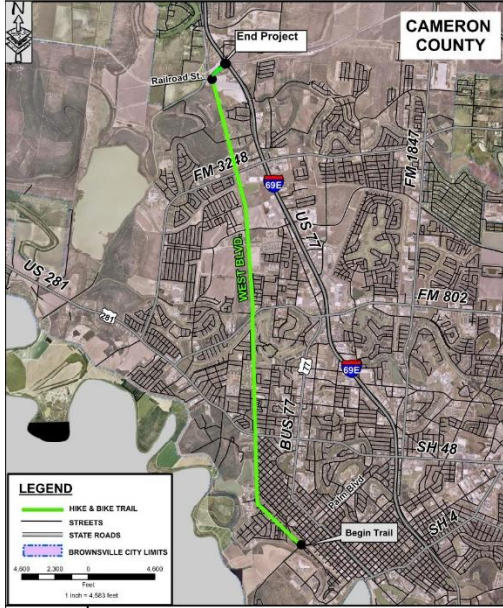 N
End Project
CAMERON
COUNTY
Railroad St.
FM 3248
FM 1847
69E
US 77
US 281
WEST BLVD.
281
FM 802
77
69E
BUS 77
SH 48
Palm Blvd
SH 4
Begin Trail
LEGEND
HIKE & BIKE TRAIL
STREETS
STATE ROADS
BROWNSVILLE CITY LIMITS
4,600 2,300 0 4,600
Feet
1 inch = 4,583 feet